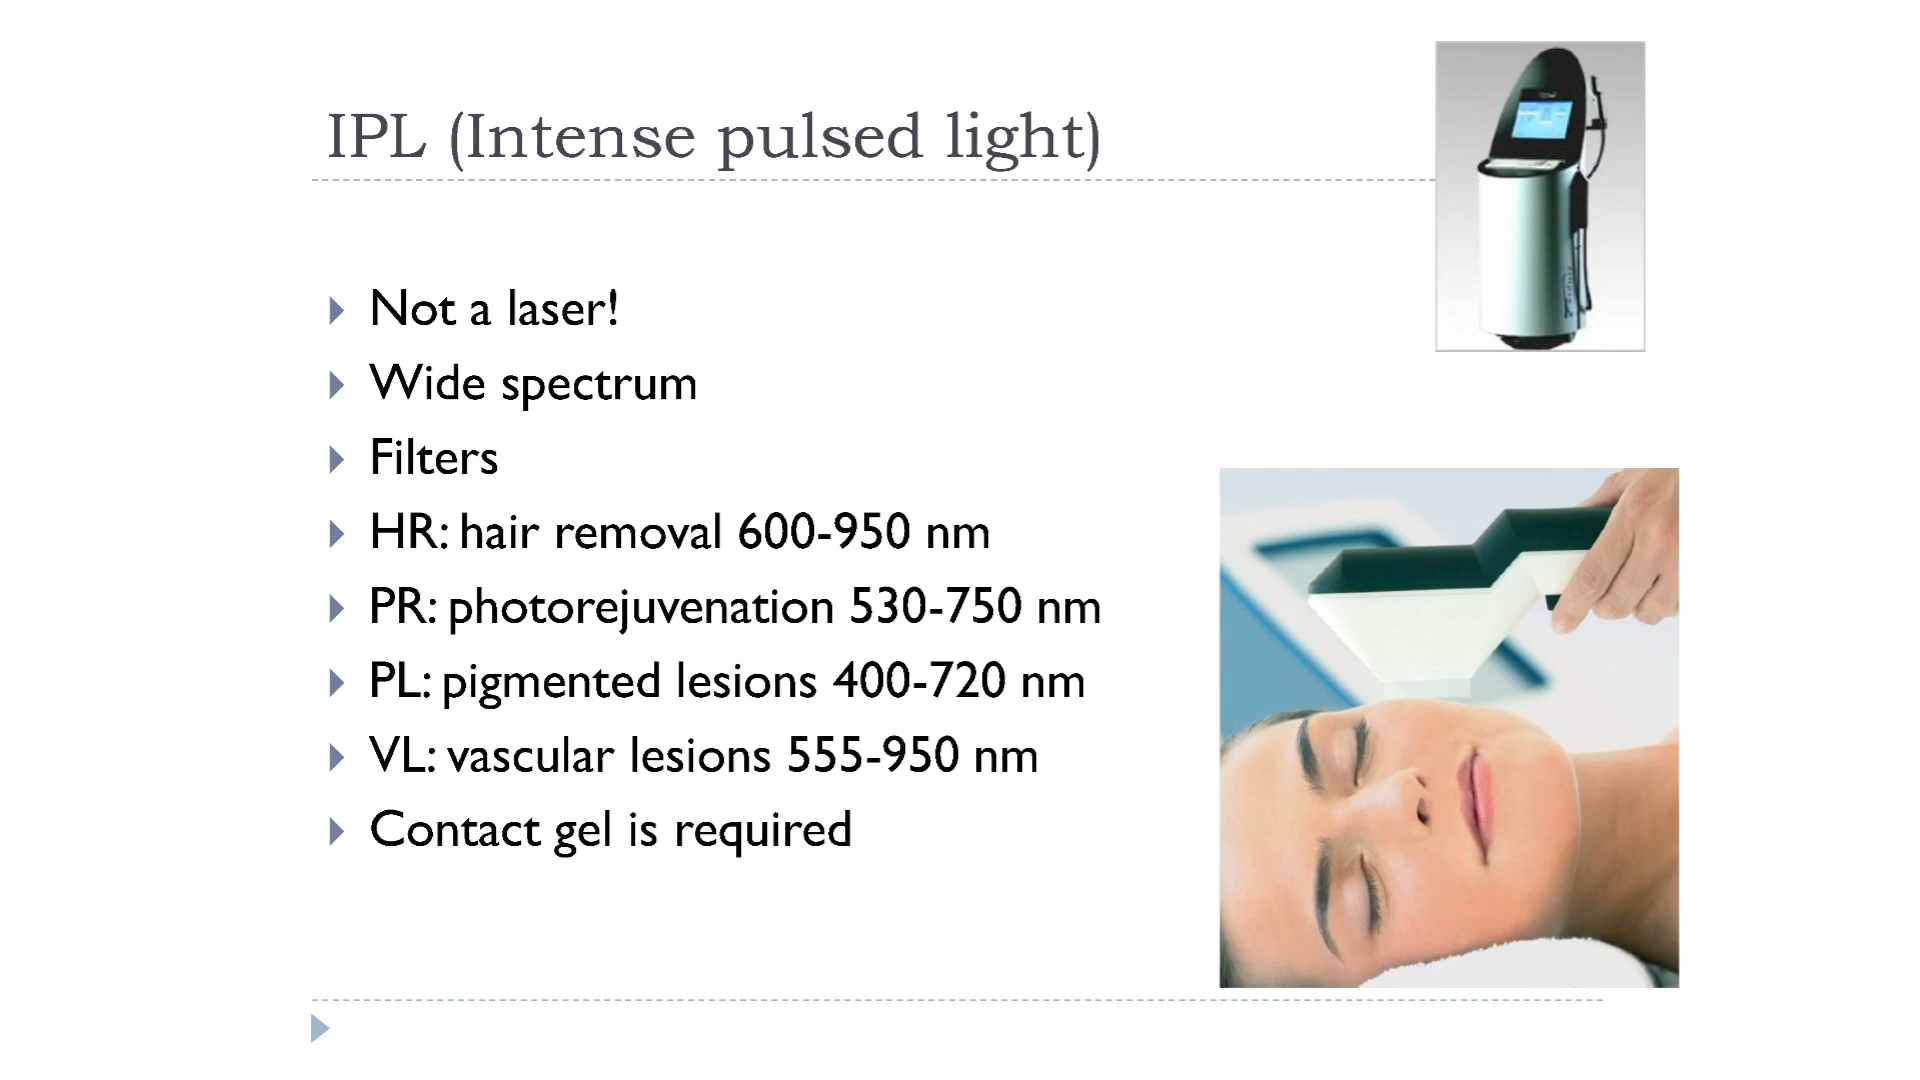 IPL (Intense pulsed light)
Not a laser!
Wide spectrum
Filters
HR: hair removal 600-950 nm
PR: photorejuvenation 530-750 nm
PL: pigmented lesions 400-720 nm
VL: vascular lesions 555-950 nm
Contact gel is required